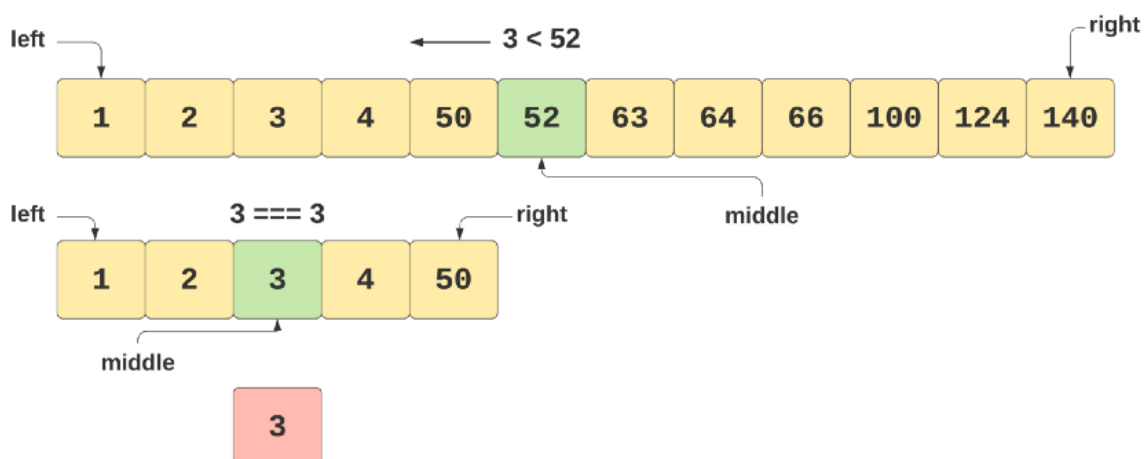 left 3 < 52 right
1 2 3 4 50 52 63 64 66 100 124 140
middle
left 3 === 3 right
1 2 3 4 50
middle
3